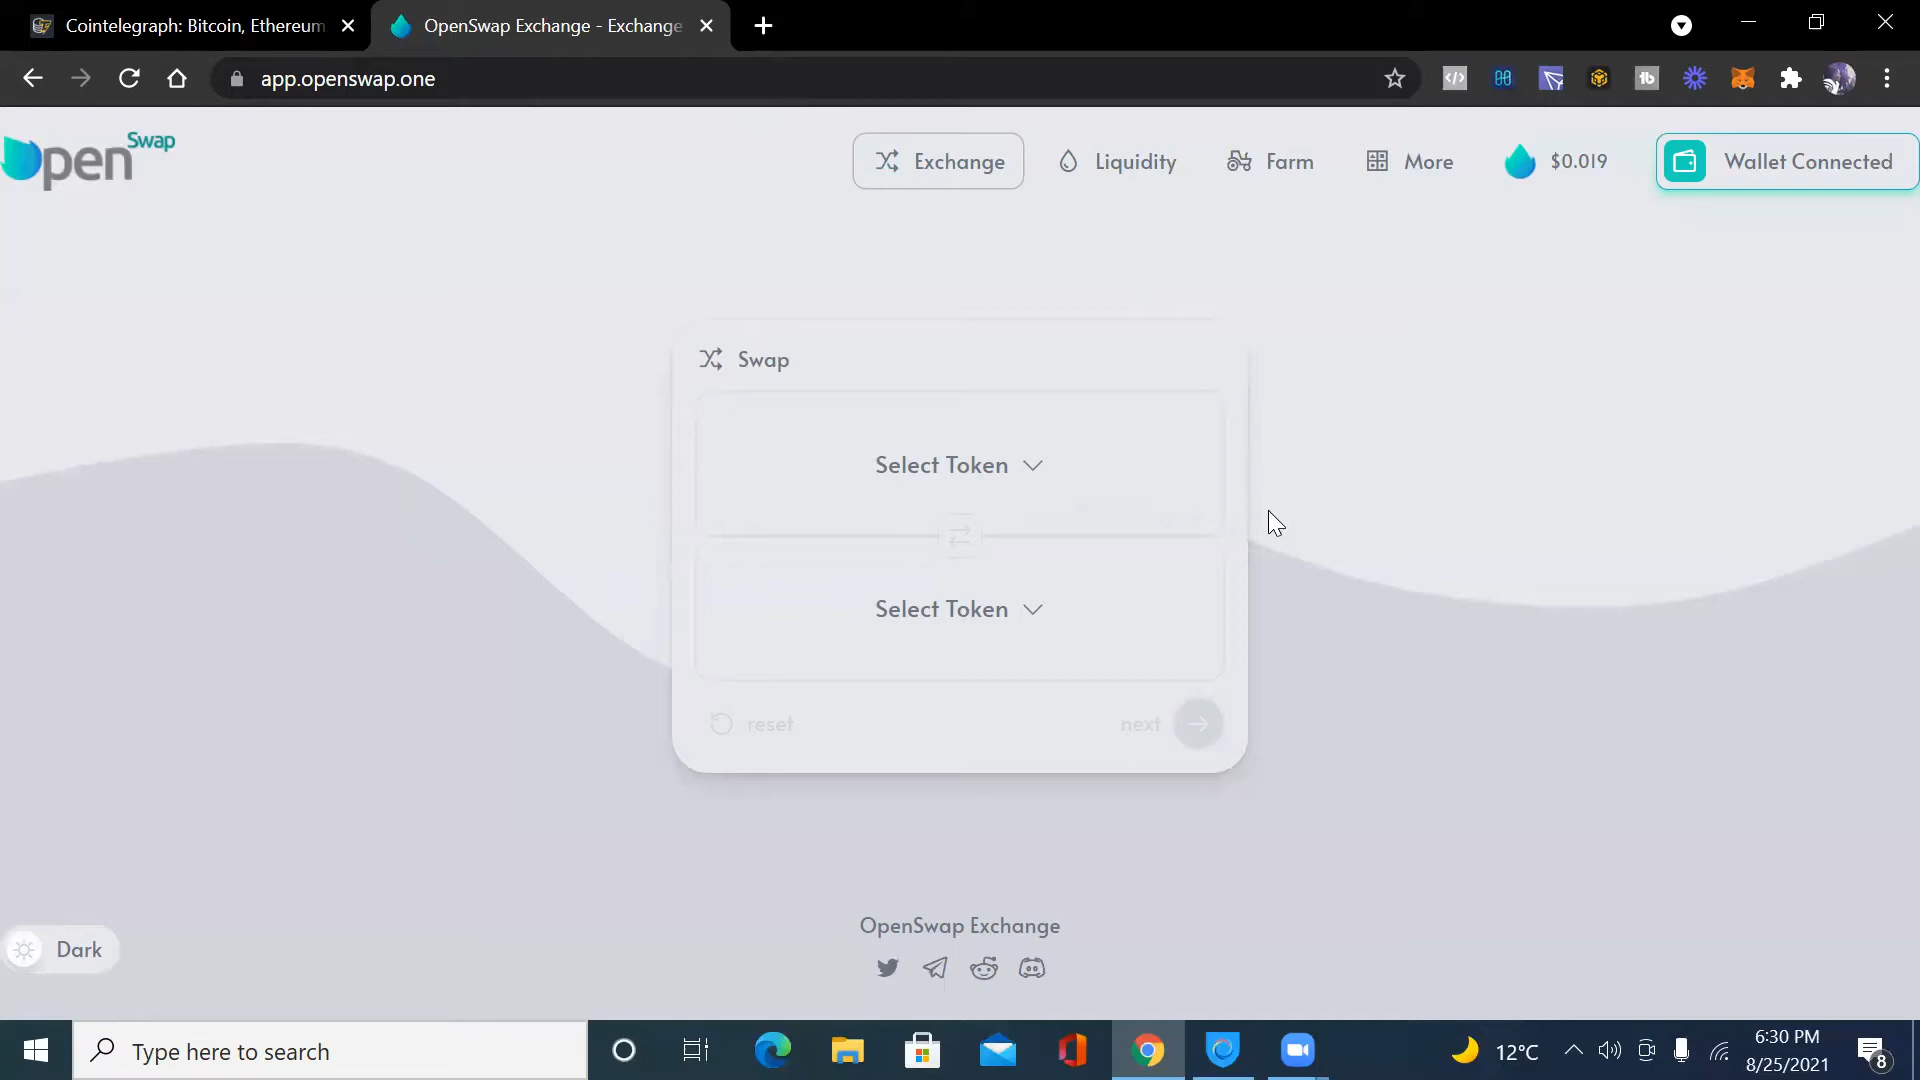 Cointelegraph: Bitcoin, Ethereum
OpenSwap Exchange - Exchange
app.openswap.one
tb
Open Swap
Exchange
Liquidity
Farm
More
$0.019
Wallet Connected
Swap
Select Token
Select Token
reset
next
OpenSwap Exchange
Dark
Type here to search
12°C
6:30 PM
8/25/2021
8